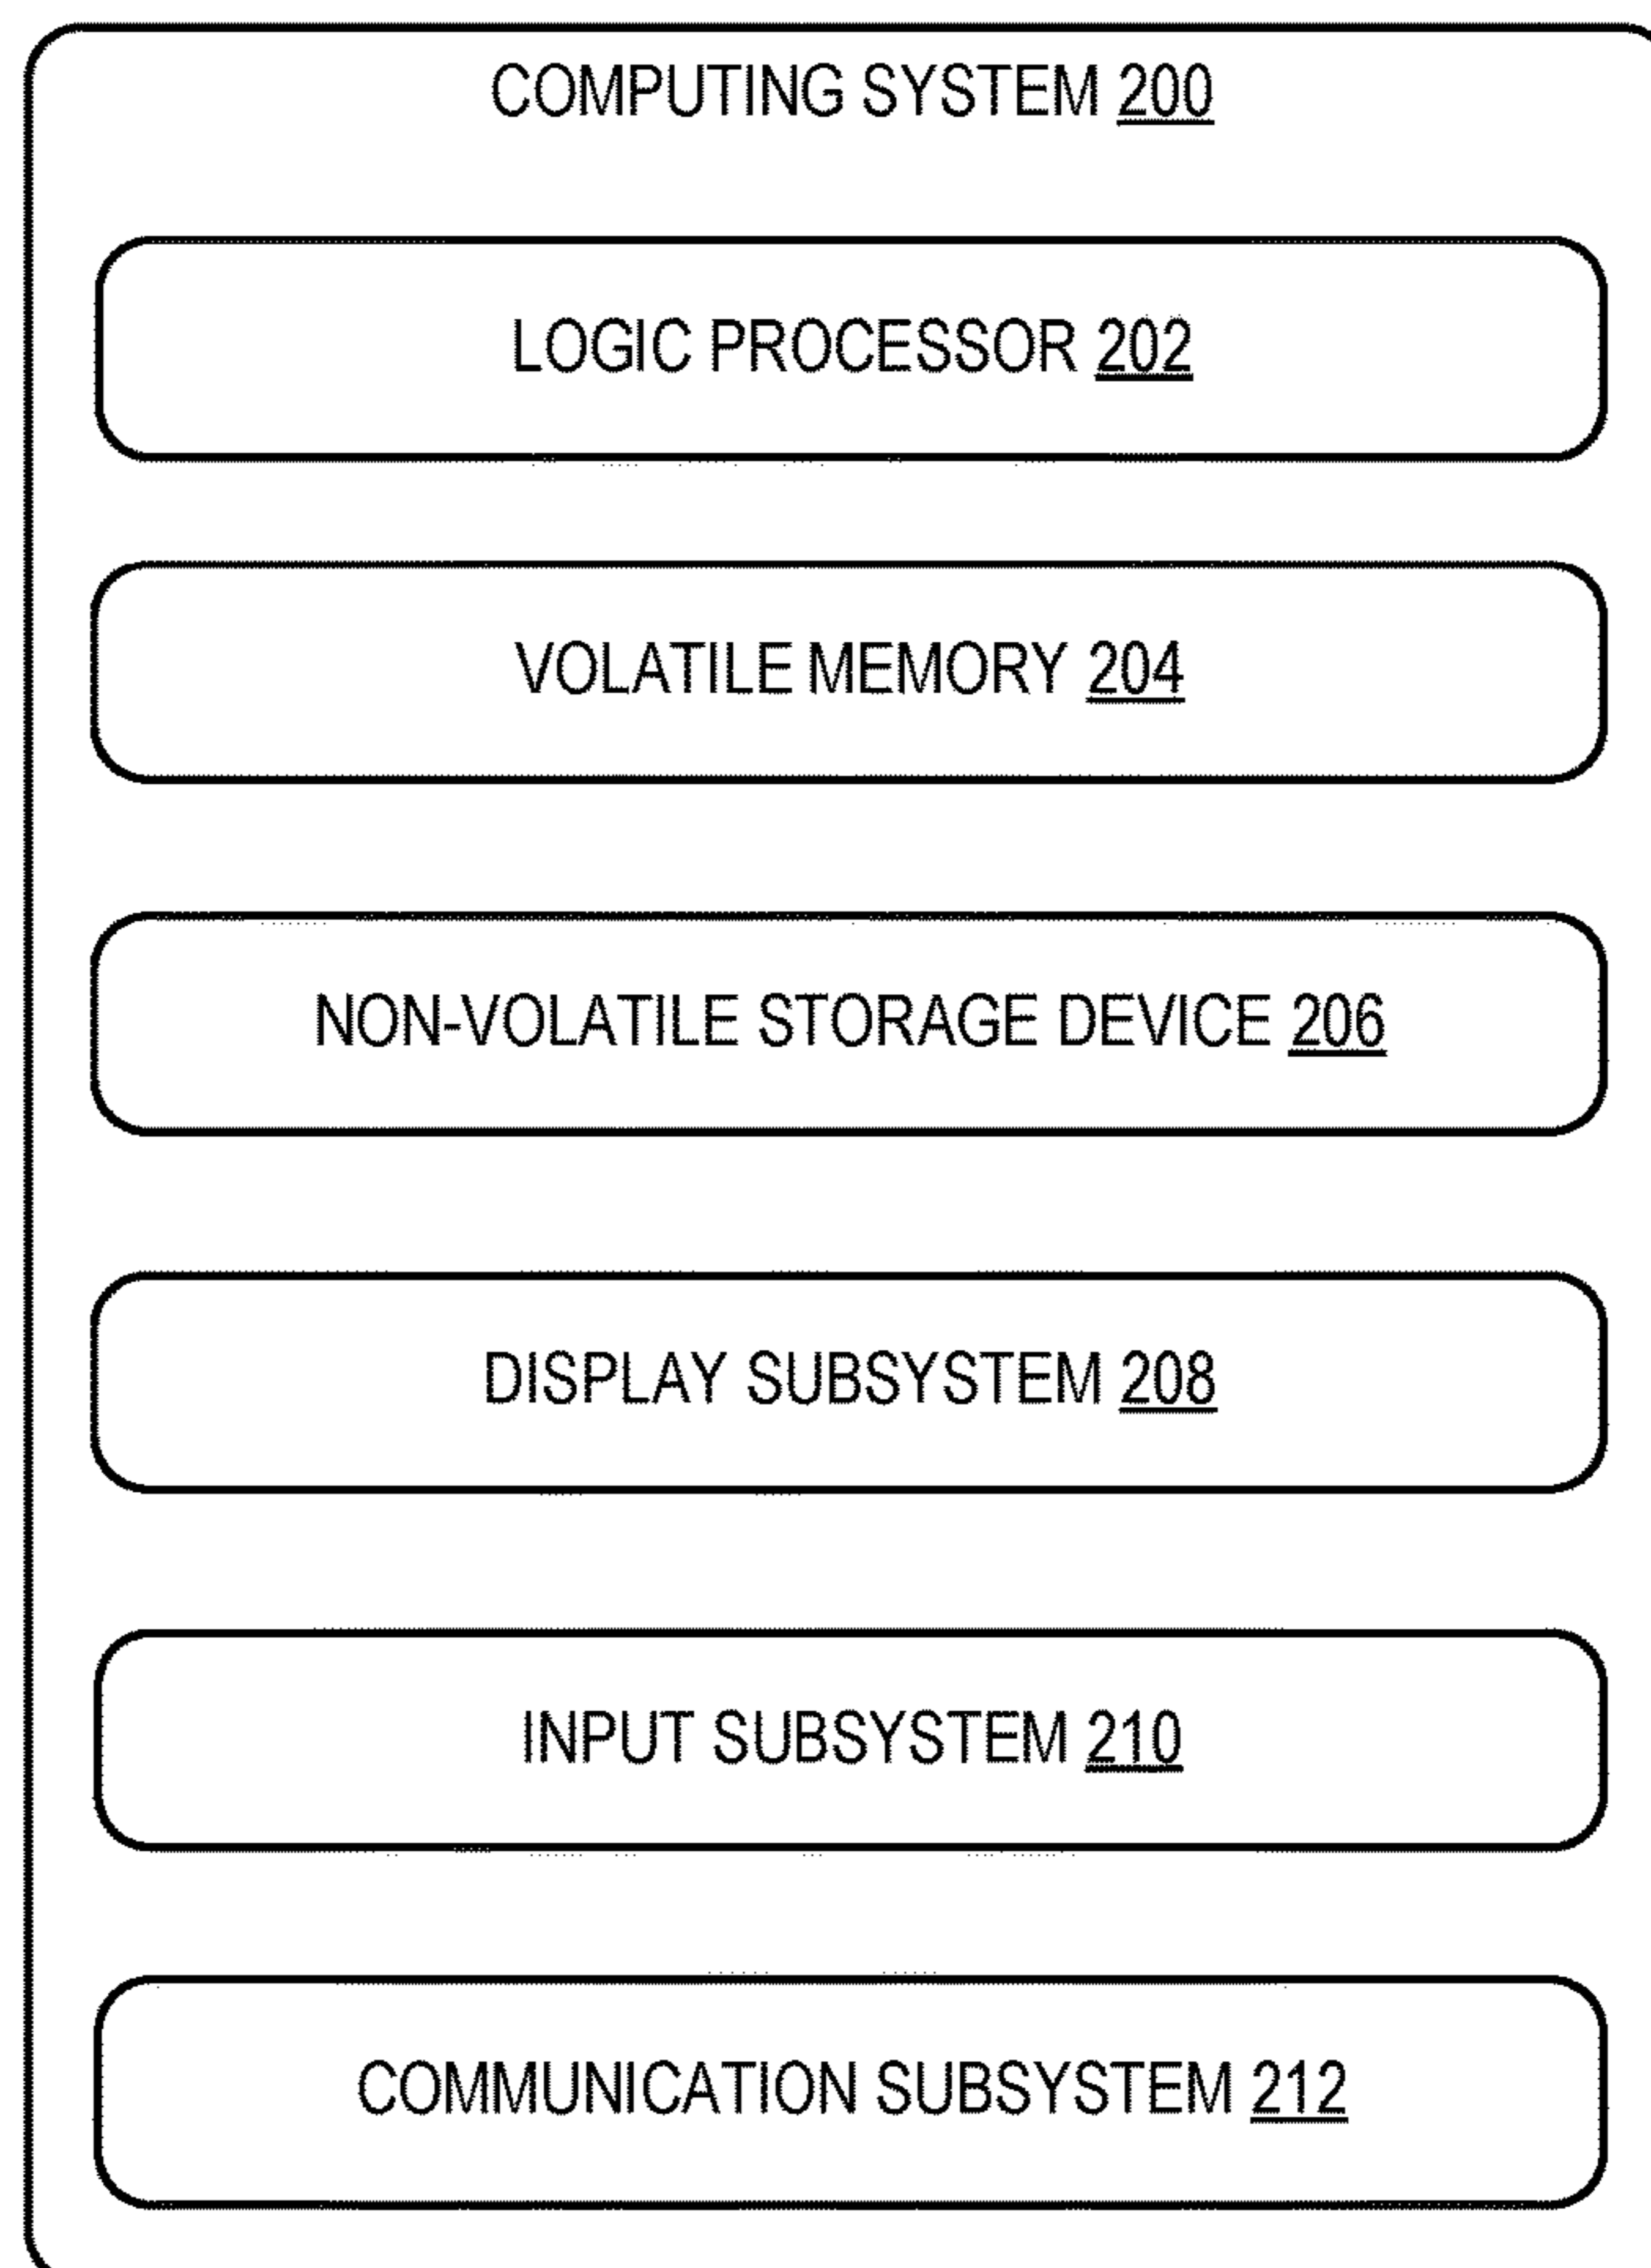 COMPUTING SYSTEM 200
LOGIC PROCESSOR 202
VOLATILE MEMORY 204
NON-VOLATILE STORAGE DEVICE 206
DISPLAY SUBSYSTEM 208
INPUT SUBSYSTEM 210
COMMUNICATION SUBSYSTEM 212